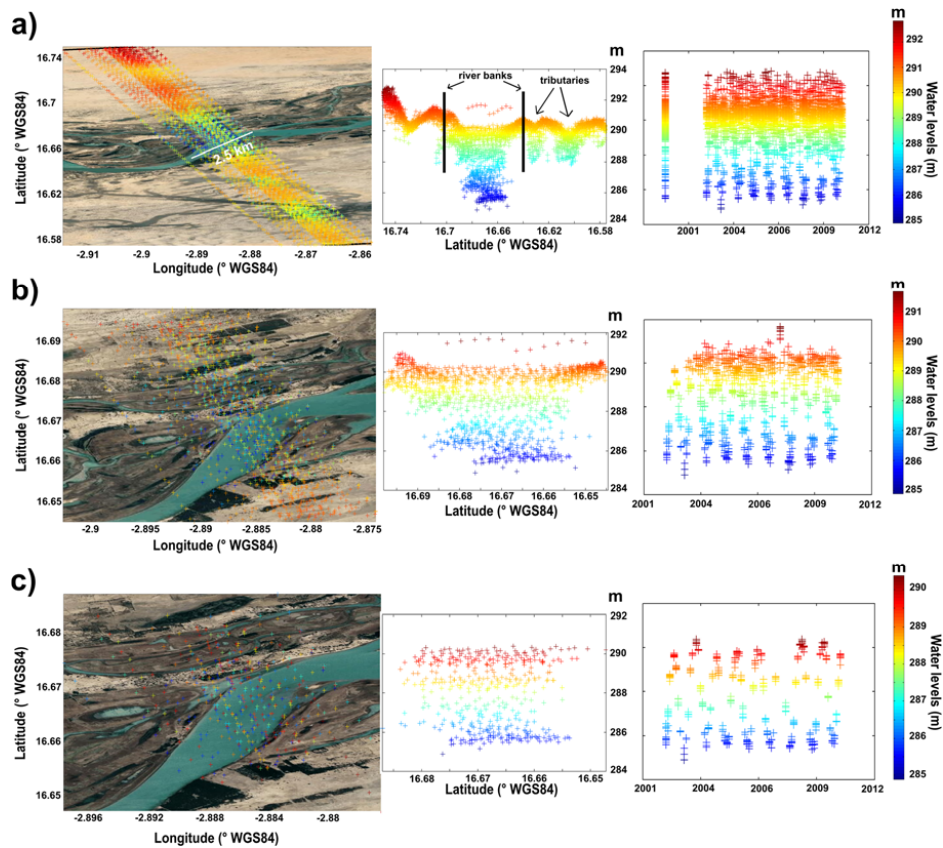 a)
16.74
16.7
16.66
16.62
16.58
Latitude (° WGS84)
2.5 km
-2.91 -2.9 -2.89 -2.88 -2.87 -2.86
Longitude (° WGS84)
m
river banks
tributaries
294
292
290
288
286
284
16.74 16.7 16.66 16.62 16.58
Latitude (° WGS84)
2001 2004 2006 2009 2012
m
292
291
290
289
288
287
286
285
Water levels (m)
b)
16.69
16.68
16.67
16.66
16.65
Latitude (° WGS84)
-2.9 -2.895 -2.89 -2.885 -2.88 -2.874
Longitude (° WGS84)
m
292
290
288
286
284
16.69 16.68 16.67 16.66 16.65
Latitude (° WGS84)
2001 2004 2006 2009 2012
m
291
290
289
288
287
286
285
Water levels (m)
c)
16.68
16.67
16.66
16.65
Latitude (° WGS84)
-2.896 -2.892 -2.888 -2.884 -2.88
Longitude (° WGS84)
m
292
290
288
286
284
16.68 16.67 16.66 16.65
Latitude (° WGS84)
2001 2004 2006 2009 2012
m
290
289
288
287
286
285
Water levels (m)